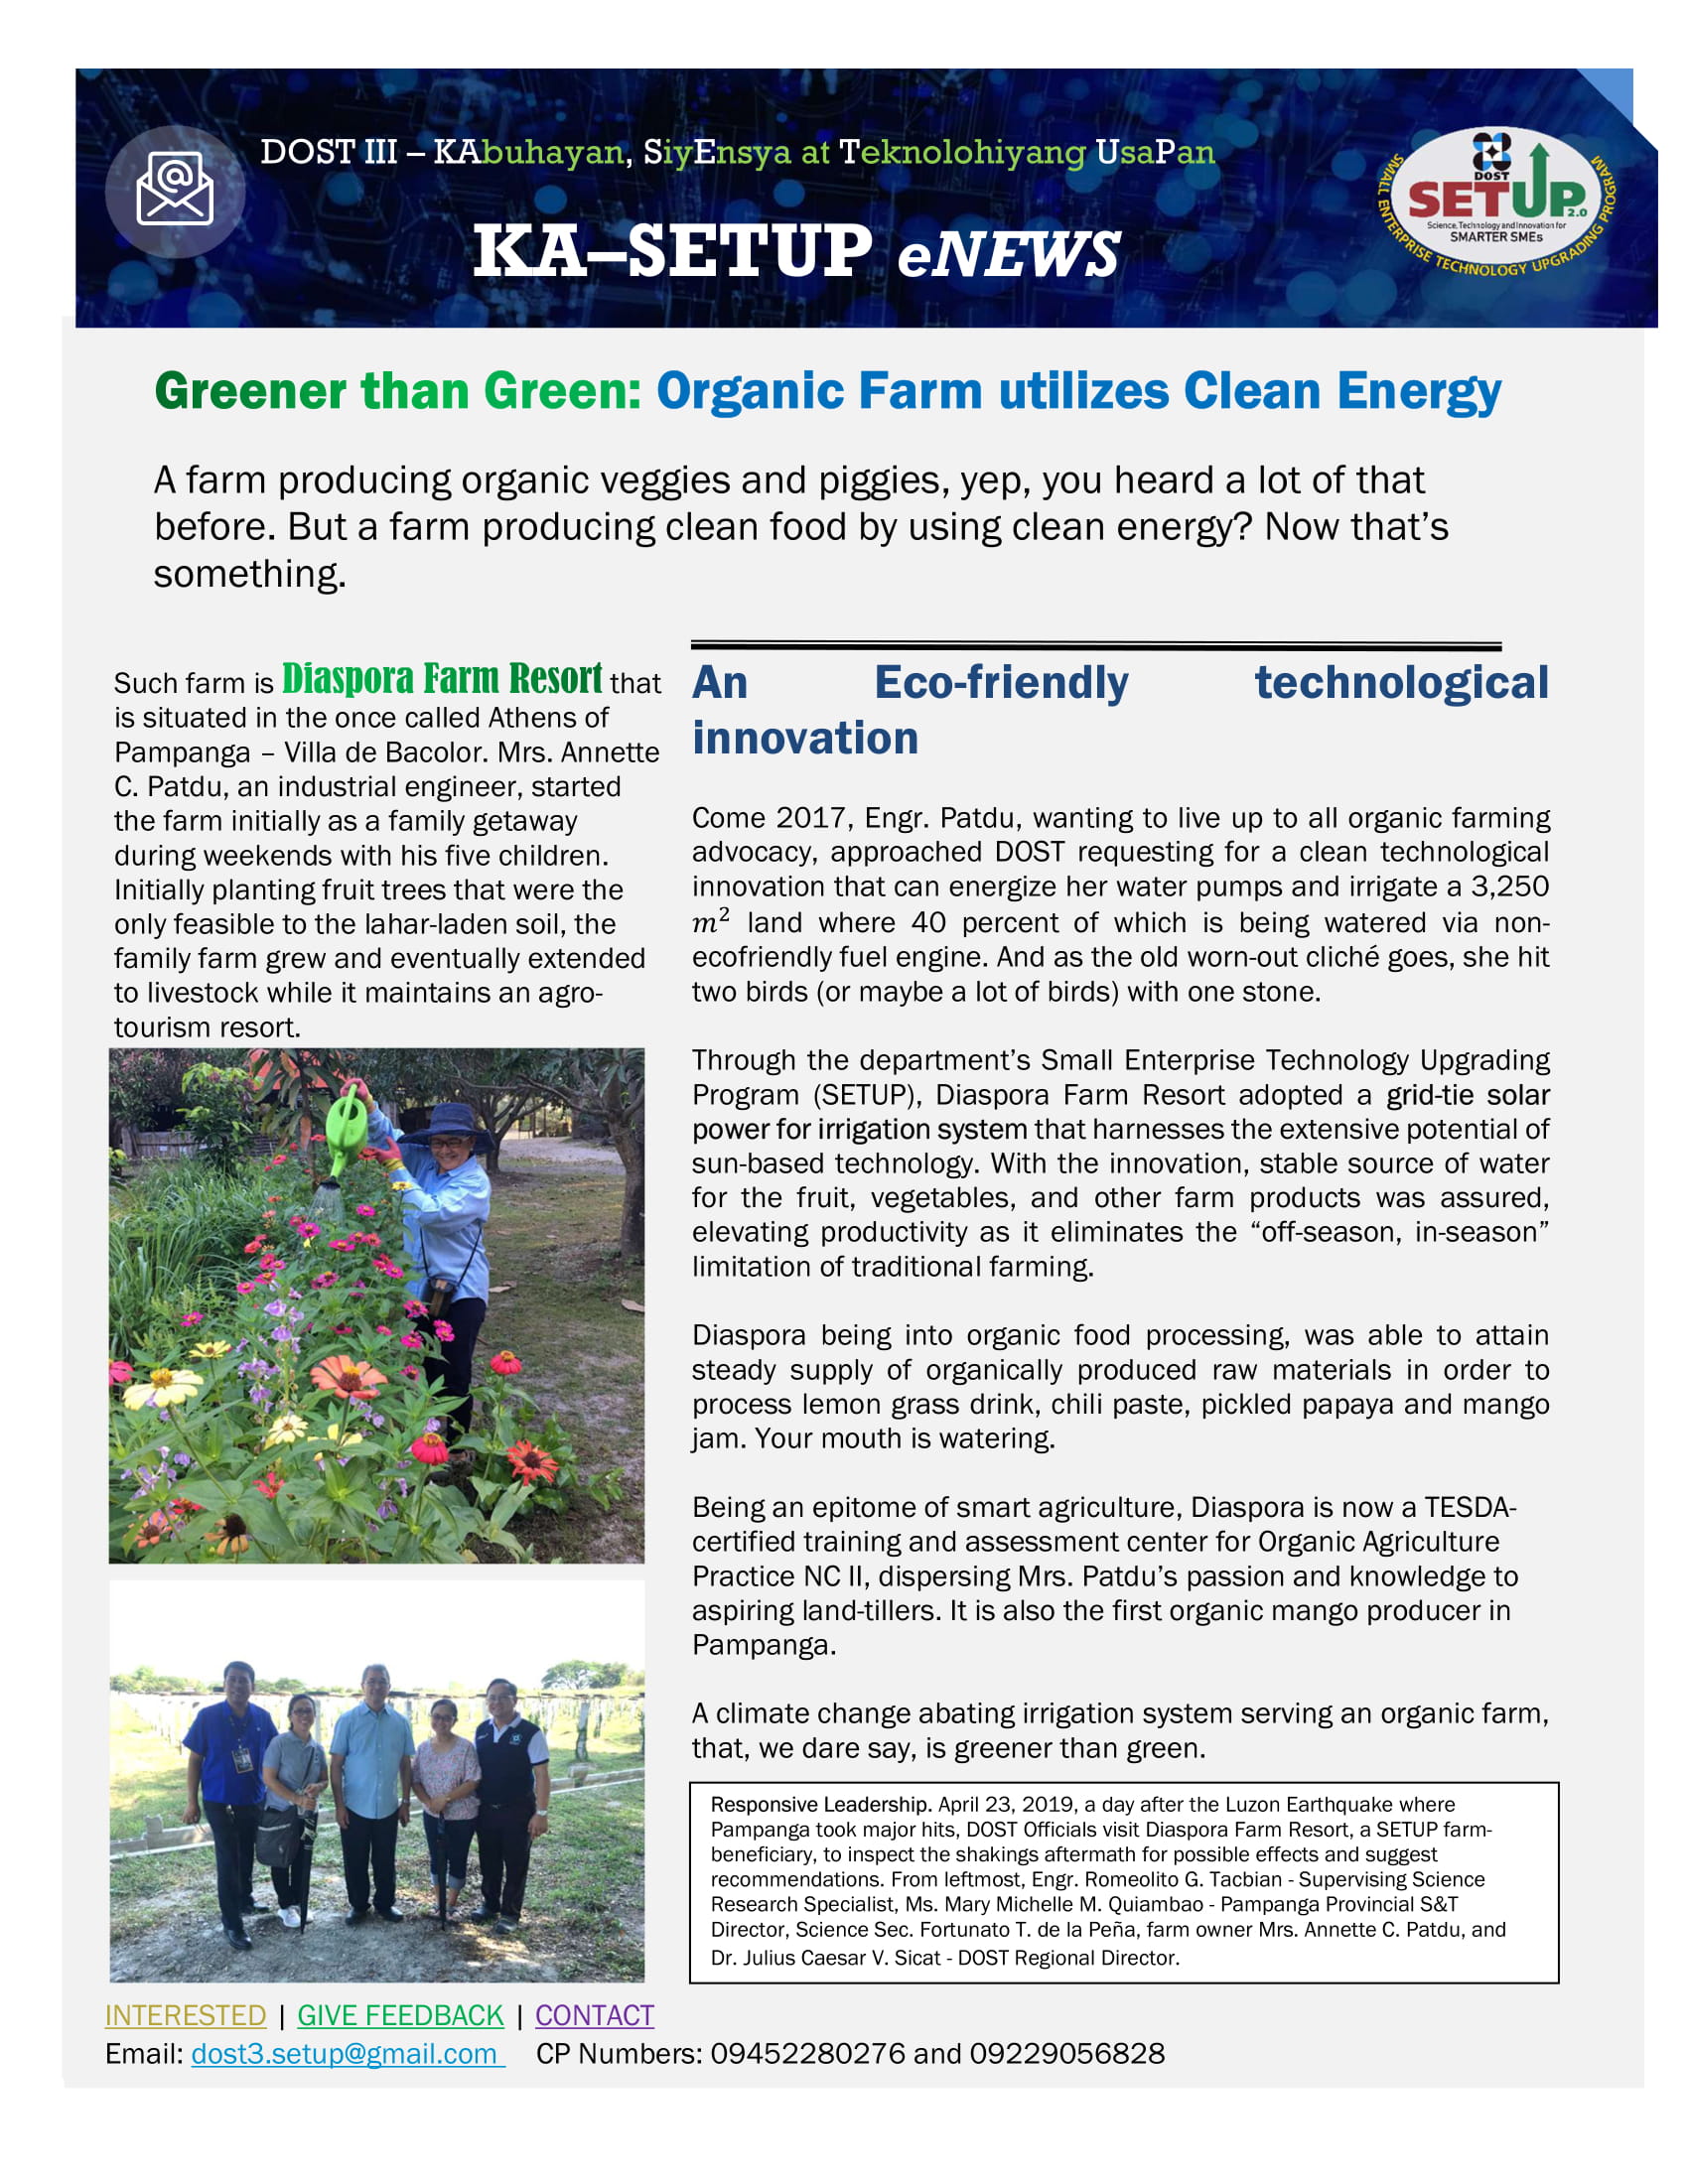 DOST III – KAbuhayan, SiyEnsya at Teknolohiyang UsaPan
KA–SETUP eNEWS
DOST
SETUP 2.0
Science, Technology and Innovation for
SMARTER SMEs
SMALL ENTERPRISE TECHNOLOGY UPGRADING PROGRAM
Greener than Green: Organic Farm utilizes Clean Energy
A farm producing organic veggies and piggies, yep, you heard a lot of that
before. But a farm producing clean food by using clean energy? Now that’s
something.
Such farm is Diaspora Farm Resort that
is situated in the once called Athens of
Pampanga – Villa de Bacolor. Mrs. Annette
C. Patdu, an industrial engineer, started
the farm initially as a family getaway
during weekends with his five children.
Initially planting fruit trees that were the
only feasible to the lahar-laden soil, the
family farm grew and eventually extended
to livestock while it maintains an agro-
tourism resort.
An Eco-friendly technological
innovation
Come 2017, Engr. Patdu, wanting to live up to all organic farming
advocacy, approached DOST requesting for a clean technological
innovation that can energize her water pumps and irrigate a 3,250
m² land where 40 percent of which is being watered via non-
ecofriendly fuel engine. And as the old worn-out cliché goes, she hit
two birds (or maybe a lot of birds) with one stone.
Through the department’s Small Enterprise Technology Upgrading
Program (SETUP), Diaspora Farm Resort adopted a grid-tie solar
power for irrigation system that harnesses the extensive potential of
sun-based technology. With the innovation, stable source of water
for the fruit, vegetables, and other farm products was assured,
elevating productivity as it eliminates the “off-season, in-season”
limitation of traditional farming.
Diaspora being into organic food processing, was able to attain
steady supply of organically produced raw materials in order to
process lemon grass drink, chili paste, pickled papaya and mango
jam. Your mouth is watering.
Being an epitome of smart agriculture, Diaspora is now a TESDA-
certified training and assessment center for Organic Agriculture
Practice NC II, dispersing Mrs. Patdu’s passion and knowledge to
aspiring land-tillers. It is also the first organic mango producer in
Pampanga.
A climate change abating irrigation system serving an organic farm,
that, we dare say, is greener than green.
Responsive Leadership. April 23, 2019, a day after the Luzon Earthquake where
Pampanga took major hits, DOST Officials visit Diaspora Farm Resort, a SETUP farm-
beneficiary, to inspect the shakings aftermath for possible effects and suggest
recommendations. From leftmost, Engr. Romeolito G. Tacbian - Supervising Science
Research Specialist, Ms. Mary Michelle M. Quiambao - Pampanga Provincial S&T
Director, Science Sec. Fortunato T. de la Peña, farm owner Mrs. Annette C. Patdu, and
Dr. Julius Caesar V. Sicat - DOST Regional Director.
INTERESTED | GIVE FEEDBACK | CONTACT
Email: dost3.setup@gmail.com CP Numbers: 09452280276 and 09229056828